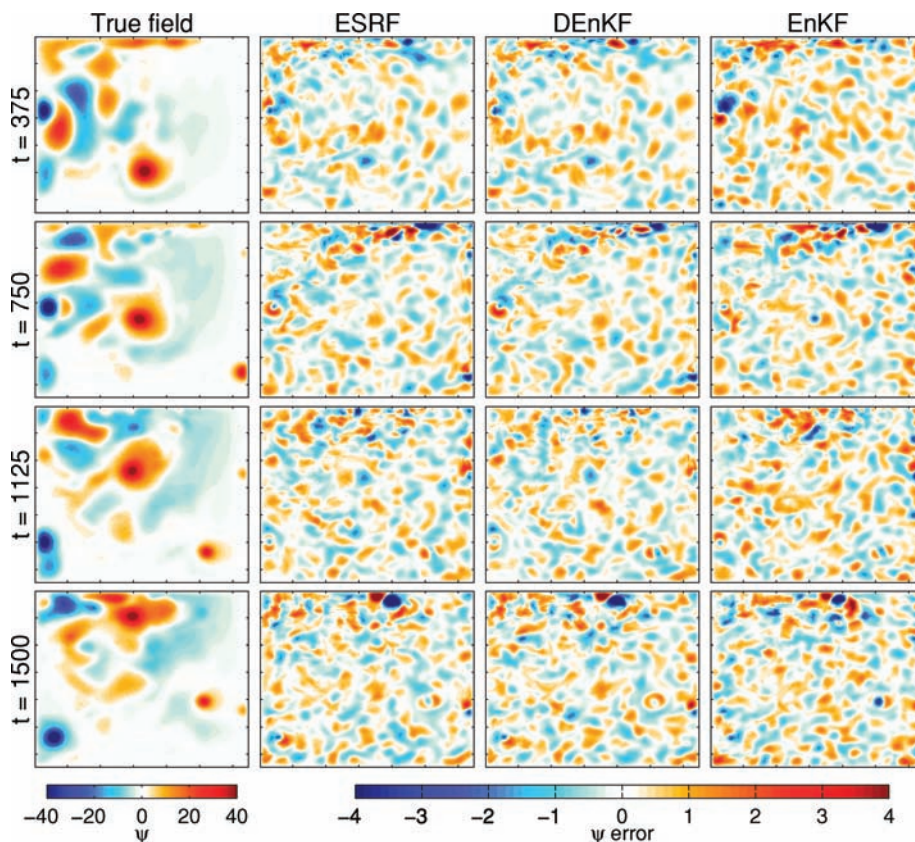 True field ESRF DEnKF EnKF
t = 375
t = 750
t = 1125
t = 1500
−40 −20 0 20 40
ψ
−4 −3 −2 −1 0 1 2 3 4
ψ error